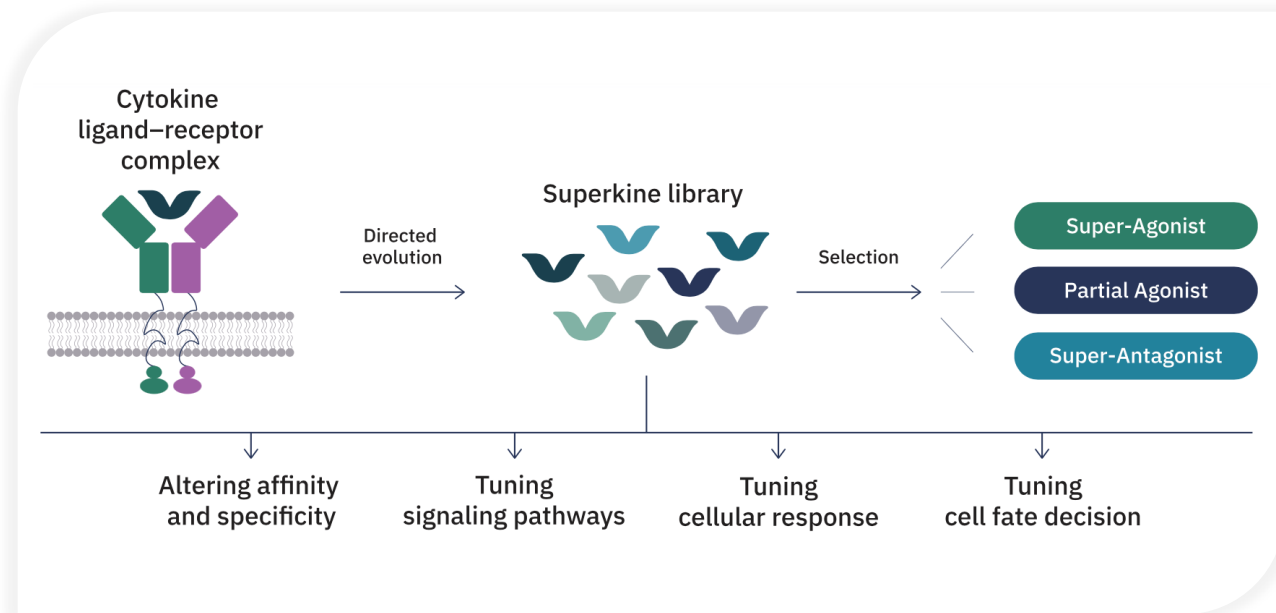 Cytokine
ligand–receptor
complex
Directed
evolution
Superkine library
Selection
Super-Agonist
Partial Agonist
Super-Antagonist
Altering affinity
and specificity
Tuning
signaling pathways
Tuning
cellular response
Tuning
cell fate decision